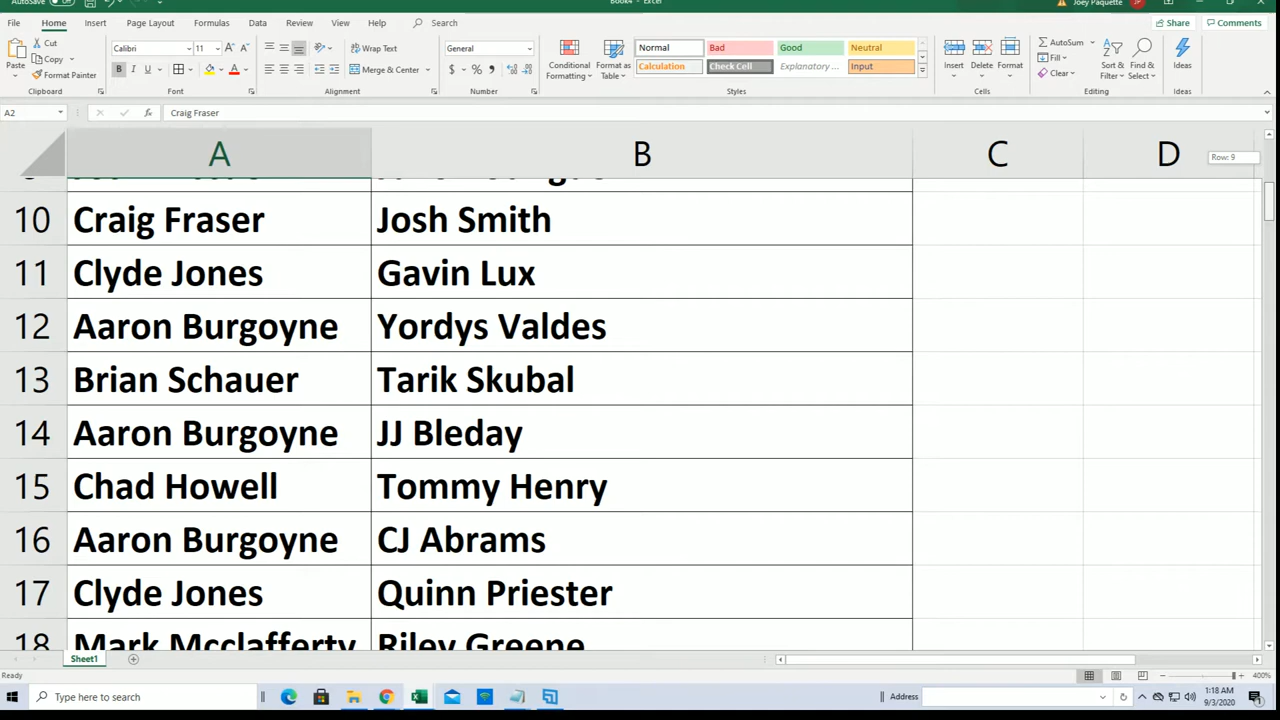 AutoSave Book4 - Excel Joey Paquette JP
File Home Insert Page Layout Formulas Data Review View Help Search Share Comments
Cut Calibri 11 Wrap Text General Normal Bad Good Neutral AutoSum
Copy Fill
Paste Format Painter Merge & Center Conditional Formatting Format as Table Calculation Check Cell Explanatory ... Input Insert Delete Format Clear Sort & Filter Find & Select Ideas
Clipboard Font Alignment Number Styles Cells Editing Ideas
A2 fx Craig Fraser
A B C D Row: 9
10 Craig Fraser Josh Smith
11 Clyde Jones Gavin Lux
12 Aaron Burgoyne Yordys Valdes
13 Brian Schauer Tarik Skubal
14 Aaron Burgoyne JJ Bleday
15 Chad Howell Tommy Henry
16 Aaron Burgoyne CJ Abrams
17 Clyde Jones Quinn Priester
18 Mark Mcclafferty Riley Greene
Sheet1
Ready 400%
Type here to search Address 1:18 AM
9/3/2020